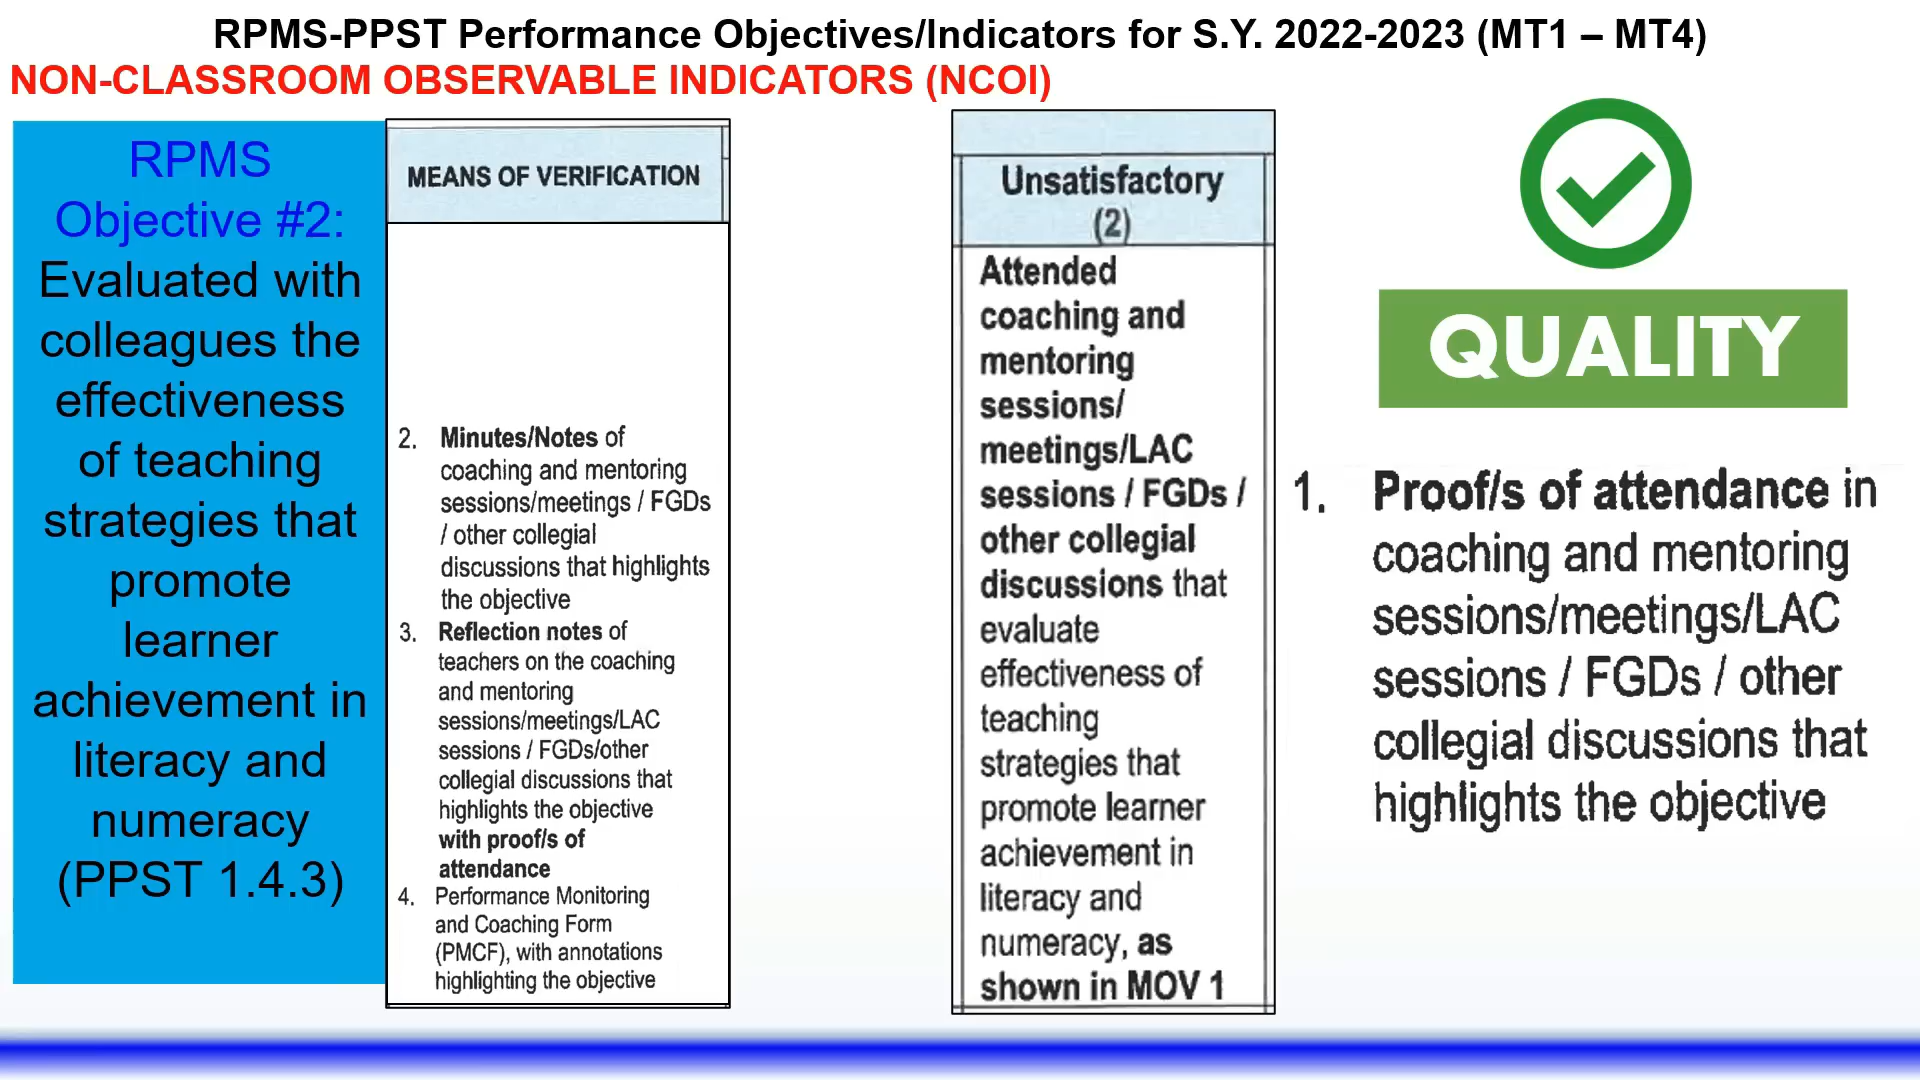 RPMS-PPST Performance Objectives/Indicators for S.Y. 2022-2023 (MT1 – MT4)
NON-CLASSROOM OBSERVABLE INDICATORS (NCOI)
RPMS
Objective #2:
Evaluated with
colleagues the
effectiveness
of teaching
strategies that
promote
learner
achievement in
literacy and
numeracy
(PPST 1.4.3)
MEANS OF VERIFICATION
2. Minutes/Notes of
coaching and mentoring
sessions/meetings / FGDs
/ other collegial
discussions that highlights
the objective
3. Reflection notes of
teachers on the coaching
and mentoring
sessions/meetings/LAC
sessions / FGDs/other
collegial discussions that
highlights the objective
with proof/s of
attendance
4. Performance Monitoring
and Coaching Form
(PMCF), with annotations
highlighting the objective
Unsatisfactory
(2)
Attended
coaching and
mentoring
sessions/
meetings/LAC
sessions / FGDs /
other collegial
discussions that
evaluate
effectiveness of
teaching
strategies that
promote learner
achievement in
literacy and
numeracy, as
shown in MOV 1
QUALITY
1. Proof/s of attendance in
coaching and mentoring
sessions/meetings/LAC
sessions / FGDs / other
collegial discussions that
highlights the objective